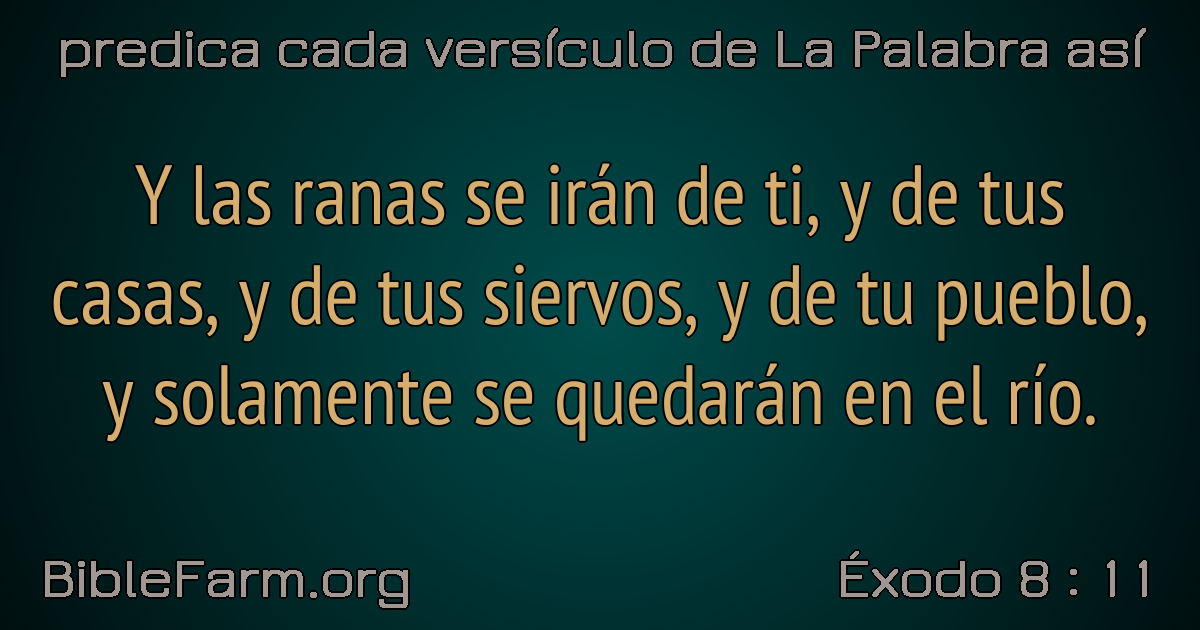 predica cada versículo de La Palabra así
Y las ranas se irán de ti, y de tus
casas, y de tus siervos, y de tu pueblo,
y solamente se quedarán en el río.
BibleFarm.org
Éxodo 8 : 11